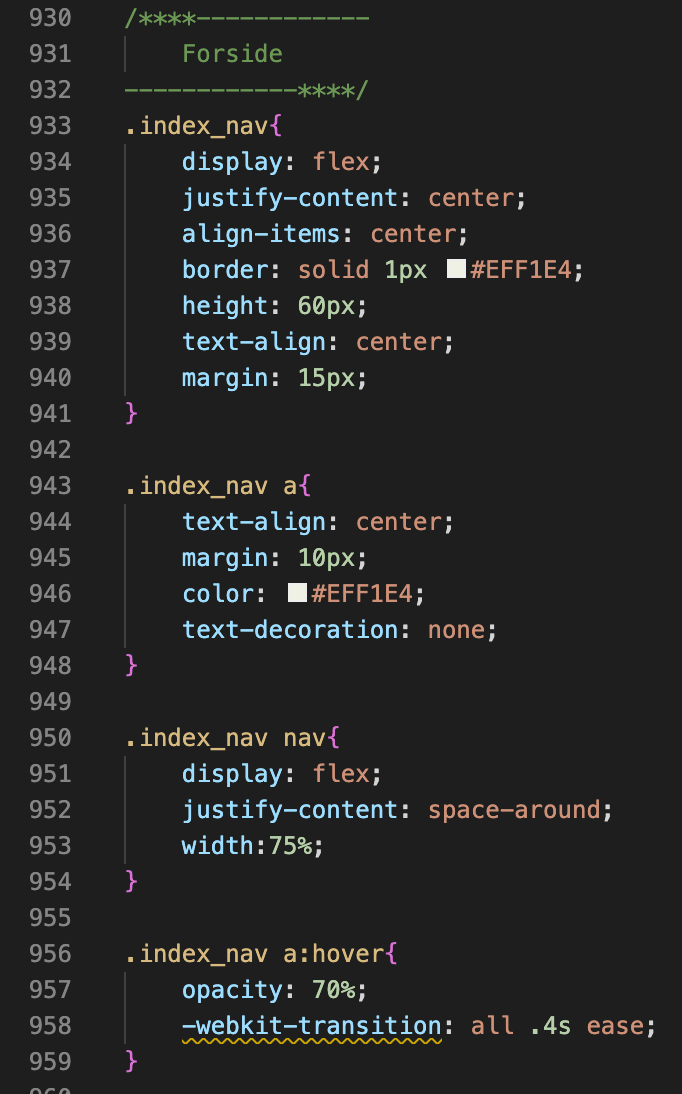 930 /****------------
931     Forside
932 ------------****/
933 .index_nav{
934     display: flex;
935     justify-content: center;
936     align-items: center;
937     border: solid 1px #EFF1E4;
938     height: 60px;
939     text-align: center;
940     margin: 15px;
941 }
942
943 .index_nav a{
944     text-align: center;
945     margin: 10px;
946     color: #EFF1E4;
947     text-decoration: none;
948 }
949
950 .index_nav nav{
951     display: flex;
952     justify-content: space-around;
953     width:75%;
954 }
955
956 .index_nav a:hover{
957     opacity: 70%;
958     -webkit-transition: all .4s ease;
959 }
960